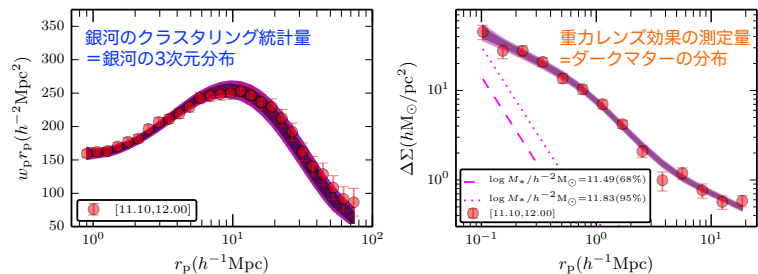 銀河のクラスタリング統計量
＝銀河の3次元分布
350
300
250
200
150
100
50
w_p r_p(h^{-2}Mpc^2)
[11.10,12.00]
10^0
10^1
10^2
r_p(h^{-1}Mpc)
重力レンズ効果の測定量
=ダークマターの分布
10^1
10^0
ΔΣ(hM_⊙/pc^2)
log M_*/h^{-2}M_⊙=11.49(68%)
log M_*/h^{-2}M_⊙=11.83(95%)
[11.10,12.00]
10^{-1}
10^0
10^1
r_p(h^{-1}Mpc)